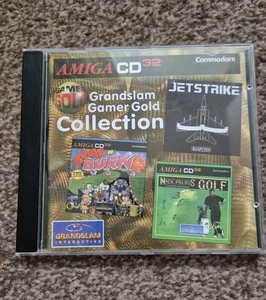 AMIGA CD32
Commodore
GAMER
GOLD
Grandslam
Gamer Gold
Collection
JETSTRIKE
AMIGA CD32
AMIGA CD32
NICK FALDO'S
GOLF
GRANDSLAM
INTERACTIVE